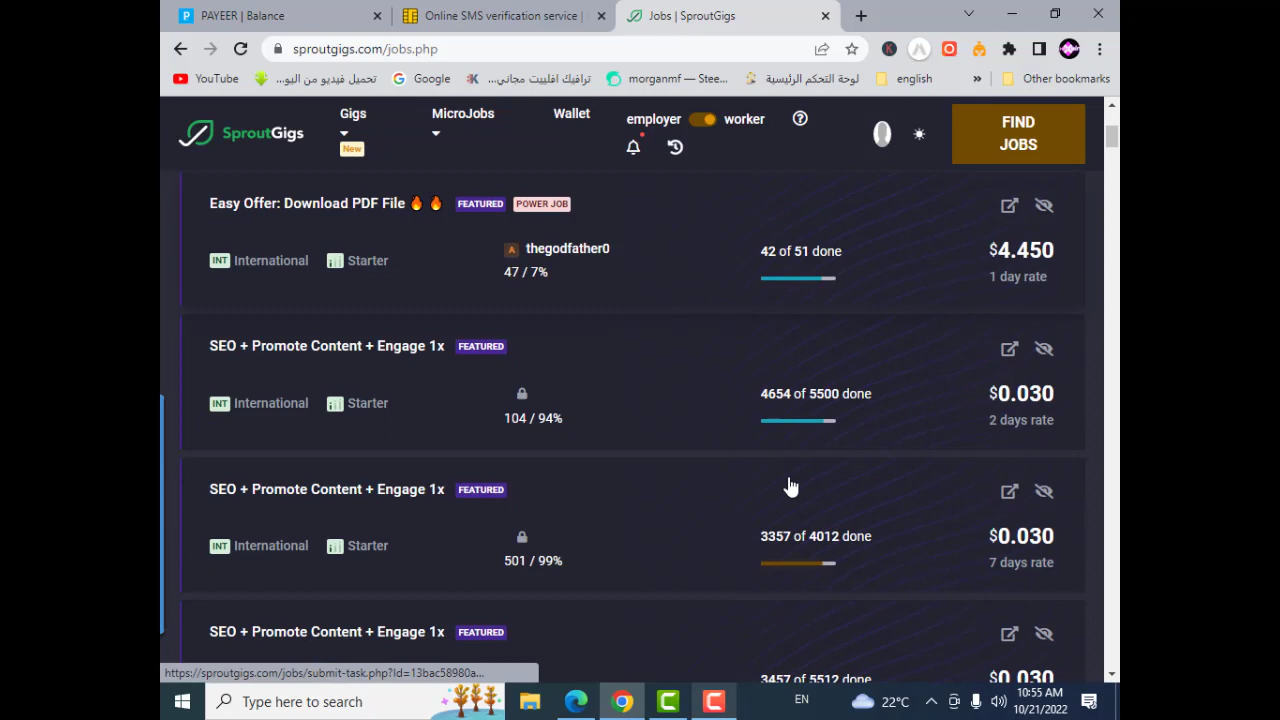 PAYEER | Balance
Online SMS verification service |
Jobs | SproutGigs
sproutgigs.com/jobs.php
YouTube
تحميل فيديو من اليو...
Google
ترافيك افلييت مجاني...
morganmf — Stee...
لوحة التحكم الرئيسية
english
»
Other bookmarks
SproutGigs
Gigs
New
MicroJobs
Wallet
employer
worker
FIND
JOBS
Easy Offer: Download PDF File 🔥 🔥 FEATURED POWER JOB
INT International Starter
A thegodfather0
47 / 7%
42 of 51 done
$4.450
1 day rate
SEO + Promote Content + Engage 1x FEATURED
INT International Starter
104 / 94%
4654 of 5500 done
$0.030
2 days rate
SEO + Promote Content + Engage 1x FEATURED
INT International Starter
501 / 99%
3357 of 4012 done
$0.030
7 days rate
SEO + Promote Content + Engage 1x FEATURED
3457 of 5512 done
$0.030
https://sproutgigs.com/jobs/submit-task.php?Id=13bac58980a...
Type here to search
EN
22°C
10:55 AM
10/21/2022